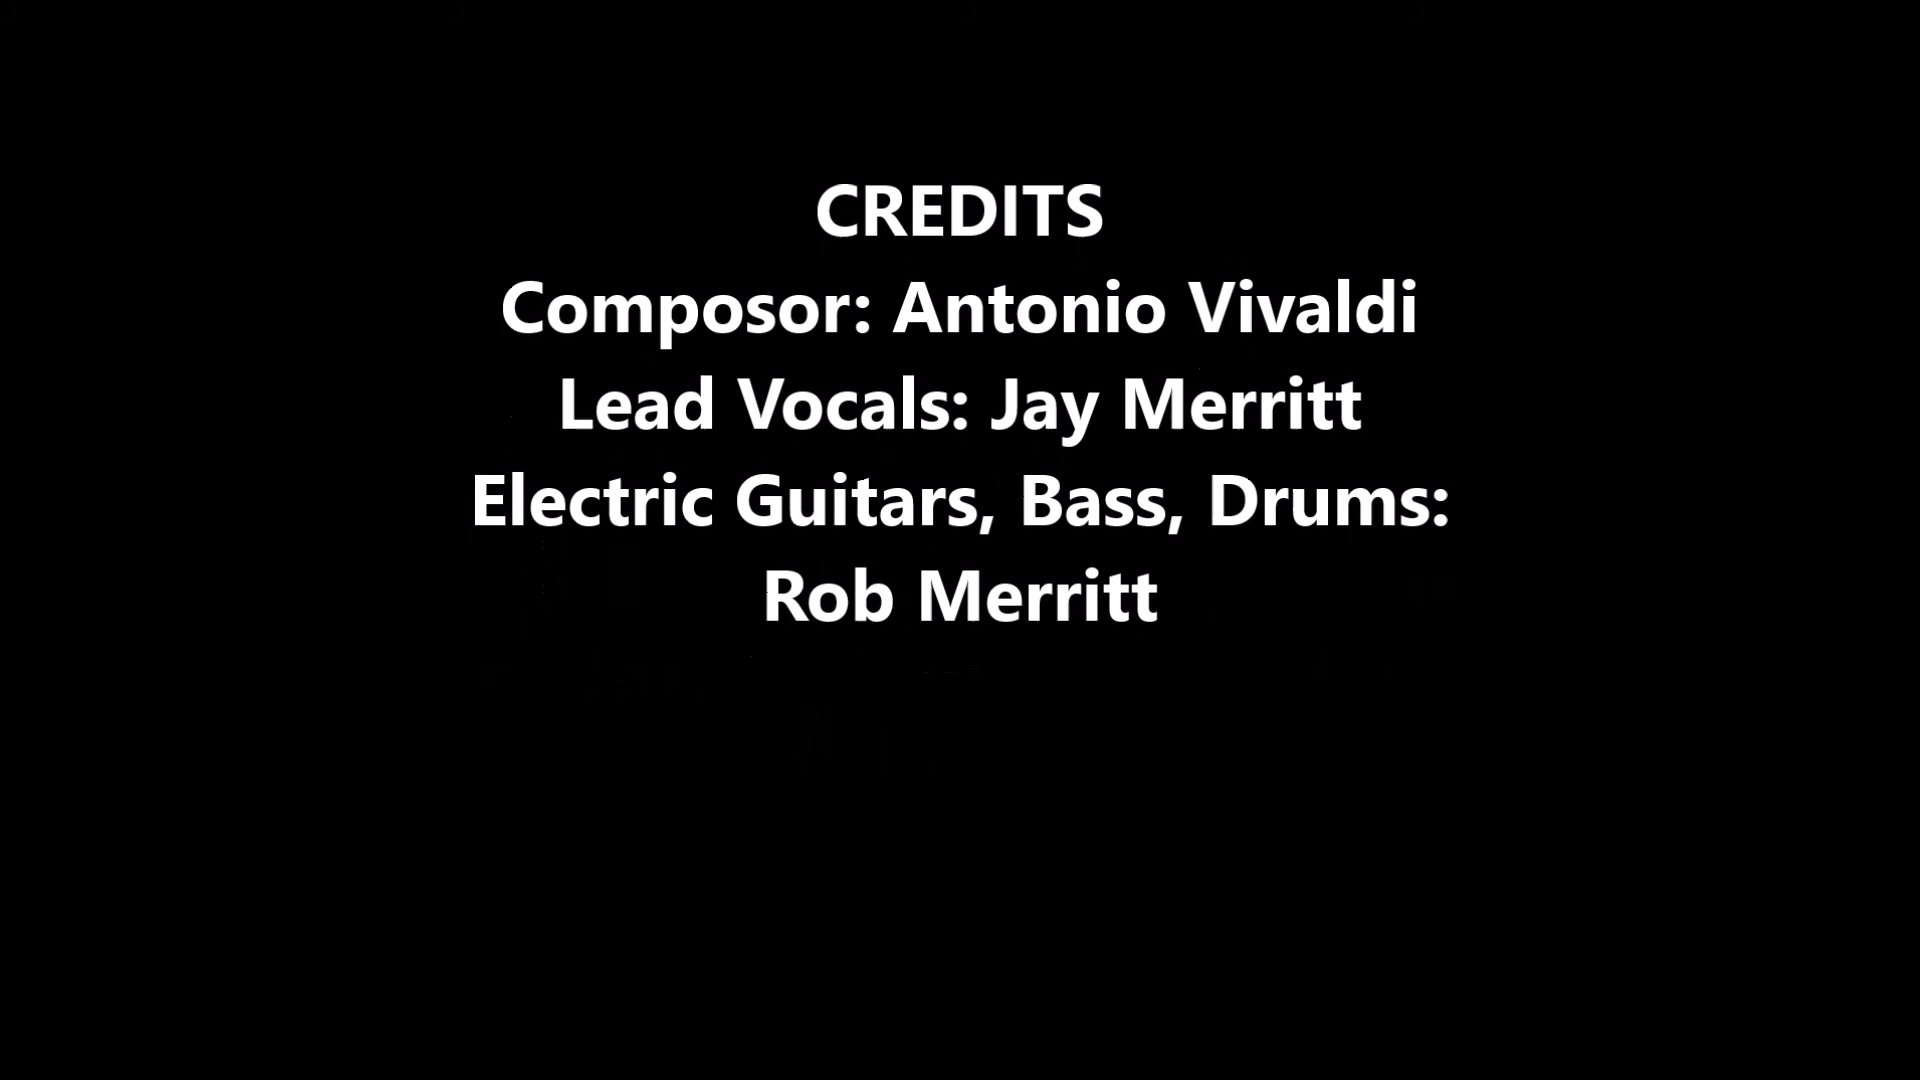 CREDITS
Composor: Antonio Vivaldi
Lead Vocals: Jay Merritt
Electric Guitars, Bass, Drums:
Rob Merritt